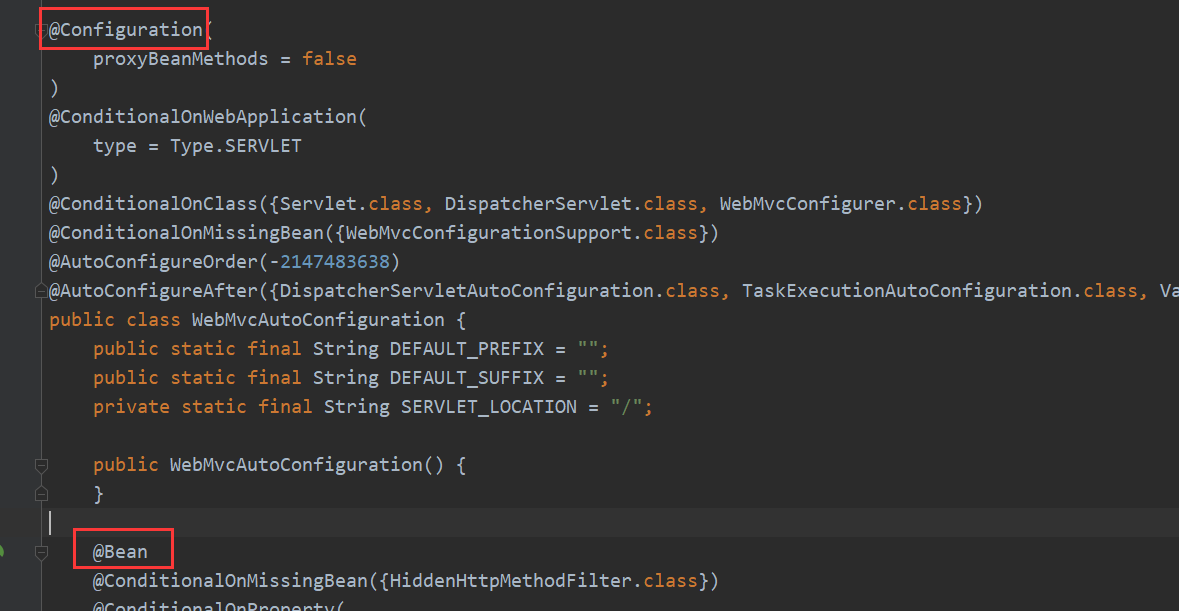 @Configuration(
    proxyBeanMethods = false
)
@ConditionalOnWebApplication(
    type = Type.SERVLET
)
@ConditionalOnClass({Servlet.class, DispatcherServlet.class, WebMvcConfigurer.class})
@ConditionalOnMissingBean({WebMvcConfigurationSupport.class})
@AutoConfigureOrder(-2147483638)
@AutoConfigureAfter({DispatcherServletAutoConfiguration.class, TaskExecutionAutoConfiguration.class, Va
public class WebMvcAutoConfiguration {
    public static final String DEFAULT_PREFIX = "";
    public static final String DEFAULT_SUFFIX = "";
    private static final String SERVLET_LOCATION = "/";
    public WebMvcAutoConfiguration() {
    }
    @Bean
    @ConditionalOnMissingBean({HiddenHttpMethodFilter.class})
    @ConditionalOnProperty(